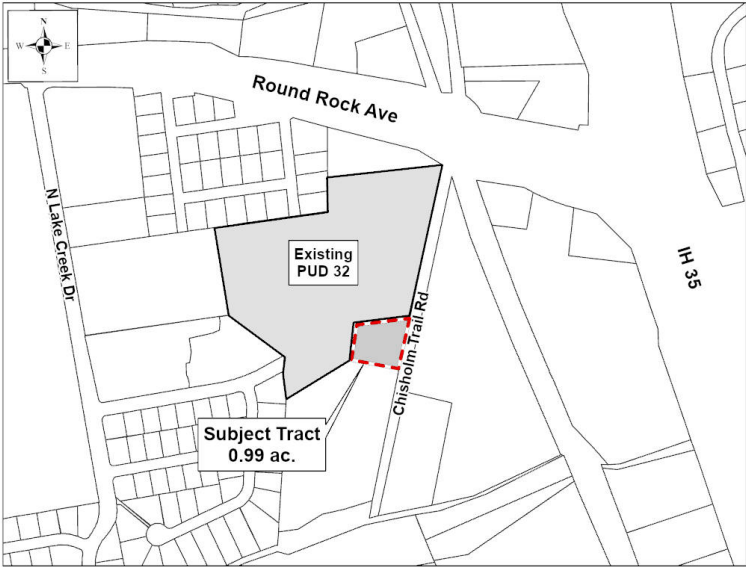 N
W E
S
Round Rock Ave
N Lake Creek Dr
Existing
PUD 32
IH 35
Chisholm Trail Rd
Subject Tract
0.99 ac.